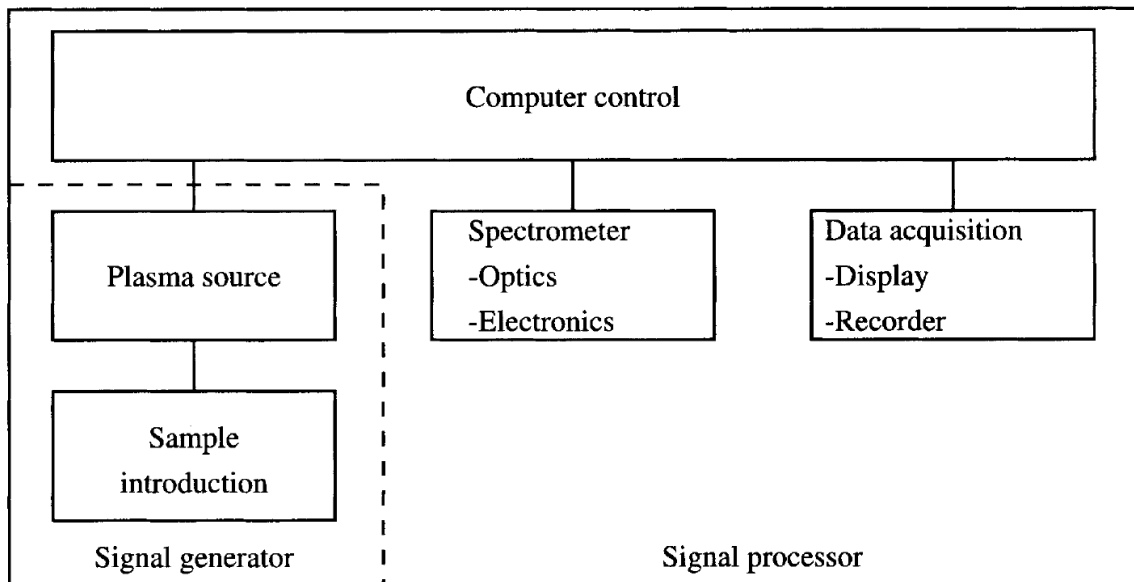 Computer control
Plasma source
Spectrometer
-Optics
-Electronics
Data acquisition
-Display
-Recorder
Sample
introduction
Signal generator
Signal processor